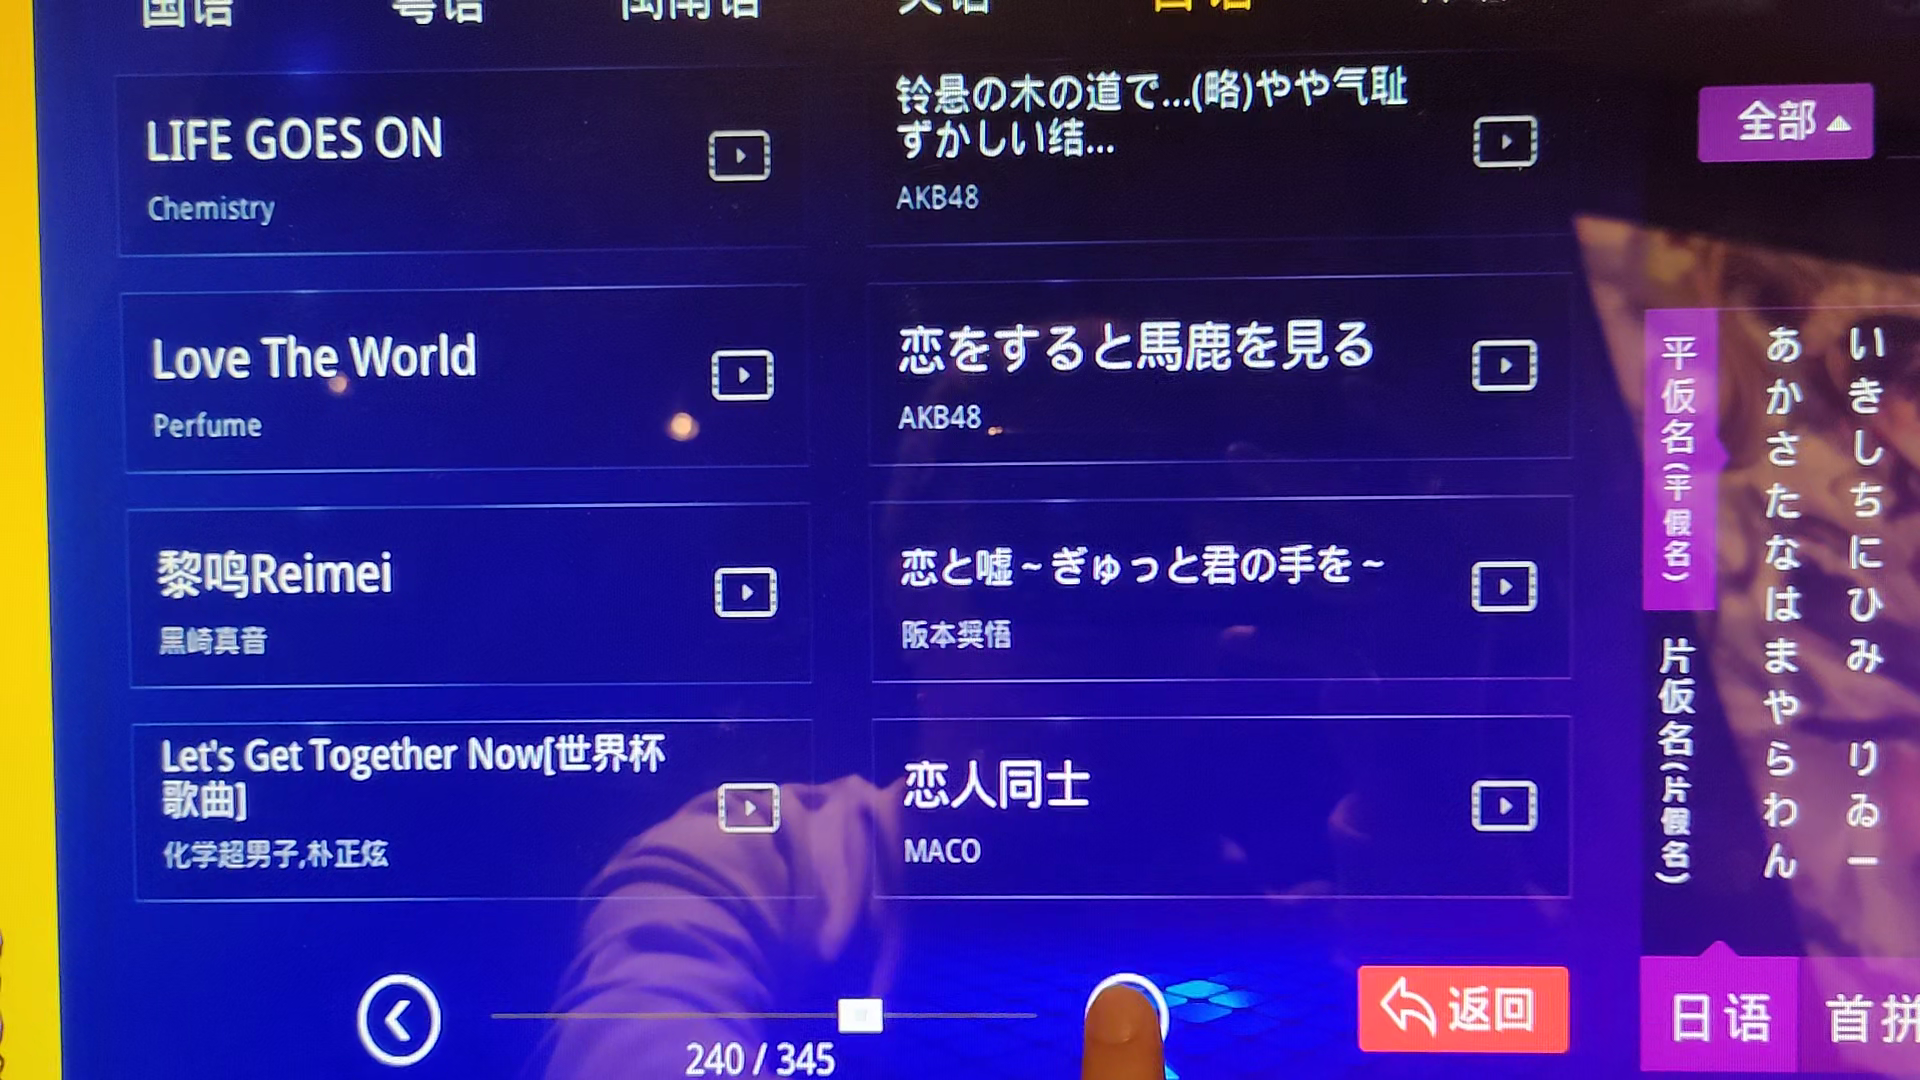 国语 粤语 闽南语 英语 日语
LIFE GOES ON
Chemistry
铃悬の木の道で...(略)やや气耻
ずかしい结...
AKB48
Love The World
Perfume
恋をすると馬鹿を見る
AKB48
黎鸣Reimei
黑崎真音
恋と嘘~ぎゅっと君の手を~
阪本奨悟
Let's Get Together Now[世界杯
歌曲]
化学超男子,朴正炫
恋人同士
MACO
240 / 345
返回
全部
平仮名(平假名)
片仮名(片假名)
あかさたなはまやらわん
いきしちにひみ りゐー
日语
首拼